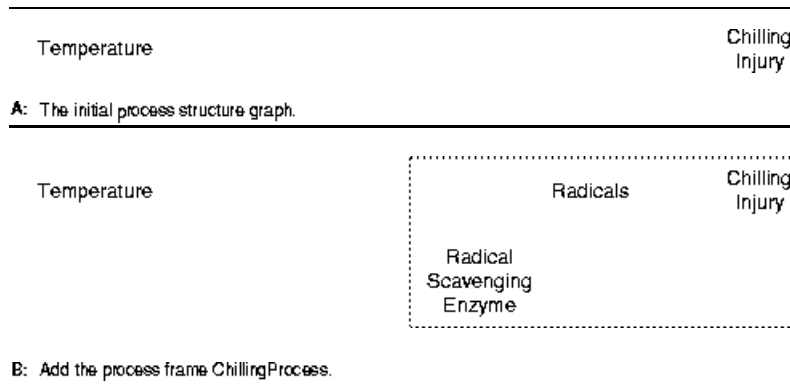 Temperature
Chilling
Injury
A: The initial process structure graph.
Temperature
Radicals
Chilling
Injury
Radical
Scavenging
Enzyme
B: Add the process frame ChillingProcess.